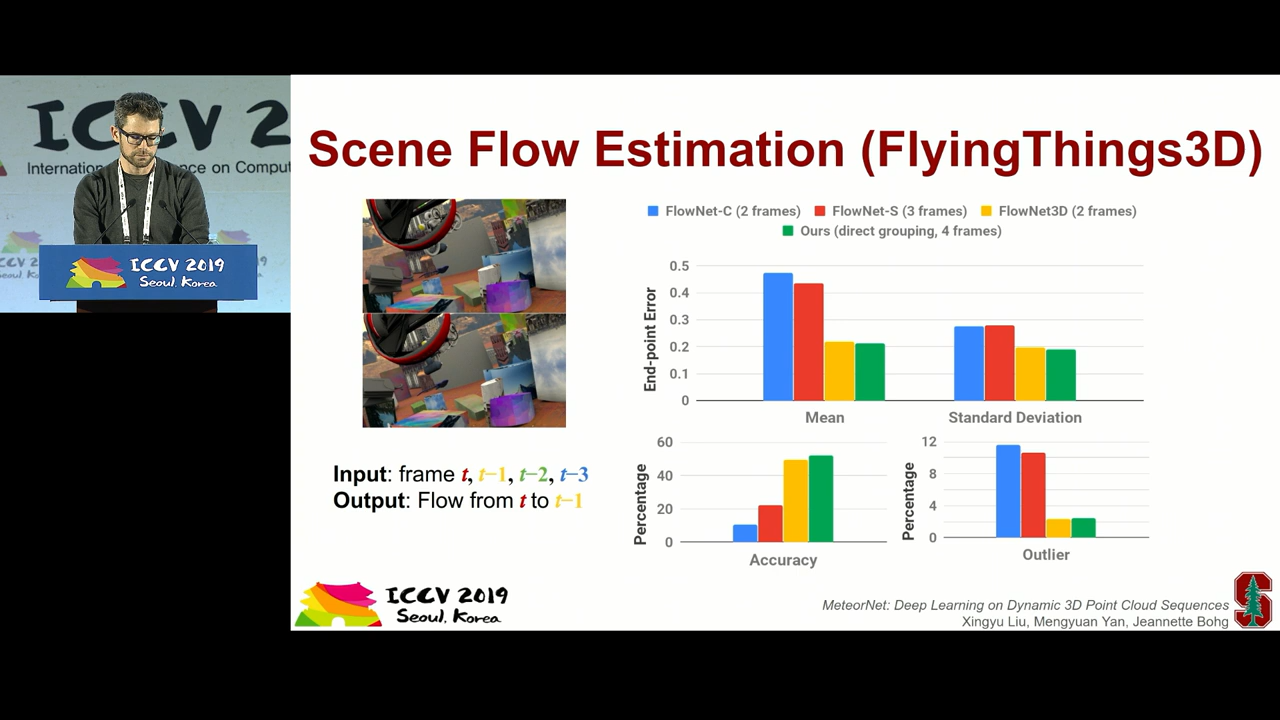 ICCV 2
International
ence on Comput
ICCV 2019
Seoul, Korea
Scene Flow Estimation (FlyingThings3D)
FlowNet-C (2 frames) FlowNet-S (3 frames) FlowNet3D (2 frames)
Ours (direct grouping, 4 frames)
End-point Error
0.5
0.4
0.3
0.2
0.1
0
Mean Standard Deviation
Input: frame t, t−1, t−2, t−3
Output: Flow from t to t−1
Percentage
60
40
20
0
Accuracy
Percentage
12
8
4
0
Outlier
ICCV 2019
Seoul, Korea
MeteorNet: Deep Learning on Dynamic 3D Point Cloud Sequences
Xingyu Liu, Mengyuan Yan, Jeannette Bohg
S